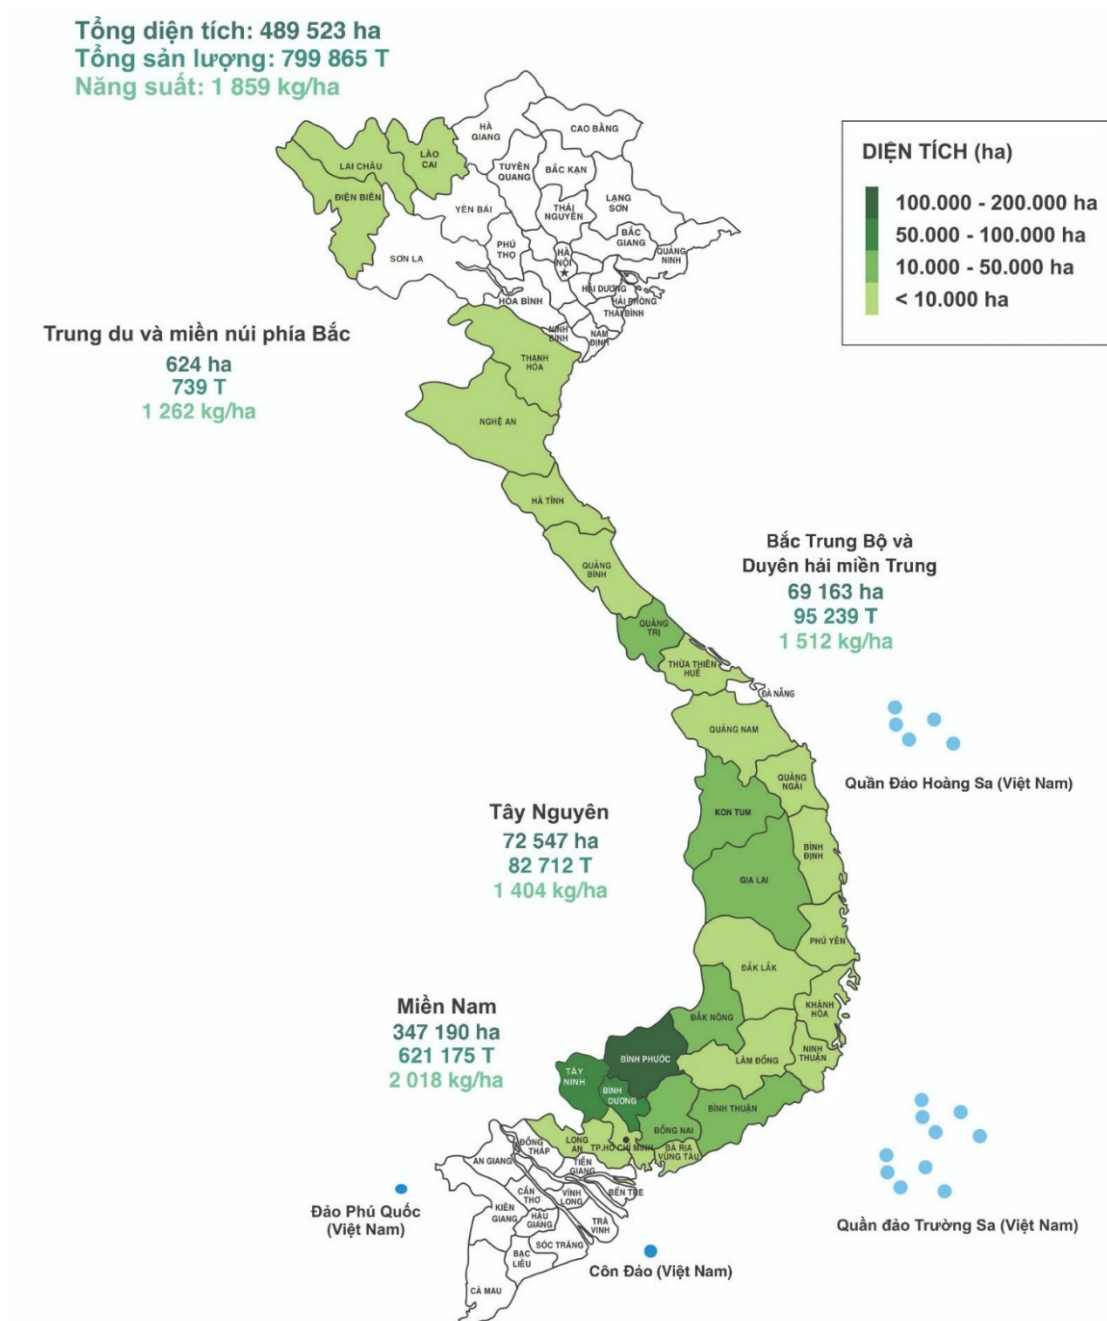 Tổng diện tích: 489 523 ha
Tổng sản lượng: 799 865 T
Năng suất: 1 859 kg/ha
DIỆN TÍCH (ha)
100.000 - 200.000 ha
50.000 - 100.000 ha
10.000 - 50.000 ha
< 10.000 ha
HÀ
GIANG
CAO BẰNG
LAI CHÂU
LÀO
CAI
TUYÊN
QUANG
BẮC KẠN
ĐIỆN BIÊN
YÊN BÁI
THÁI
NGUYÊN
LẠNG
SƠN
PHÚ
THỌ
BẮC
GIANG
QUẢNG
NINH
SƠN LA
HÀ
NỘI
HẢI DƯƠNG
HẢI PHÒNG
HÒA BÌNH
THÁI BÌNH
NINH
BÌNH
NAM
ĐỊNH
Trung du và miền núi phía Bắc
624 ha
739 T
1 262 kg/ha
THANH
HÓA
NGHỆ AN
HÀ TĨNH
QUẢNG
BÌNH
Bắc Trung Bộ và
Duyên hải miền Trung
69 163 ha
95 239 T
1 512 kg/ha
QUẢNG
TRỊ
THỪA THIÊN
HUẾ
ĐÀ NẴNG
QUẢNG NAM
QUẢNG
NGÃI
Quần Đảo Hoàng Sa (Việt Nam)
Tây Nguyên
72 547 ha
82 712 T
1 404 kg/ha
KON TUM
BÌNH
ĐỊNH
GIA LAI
PHÚ YÊN
ĐẮK LẮK
KHÁNH
HÒA
ĐẮK NÔNG
Miền Nam
347 190 ha
621 175 T
2 018 kg/ha
NINH
THUẬN
LÂM ĐỒNG
BÌNH PHƯỚC
TÂY
NINH
BÌNH
DƯƠNG
BÌNH THUẬN
ĐỒNG NAI
LONG
AN
TP.HỒ CHÍ MINH
BÀ RỊA
VŨNG TÀU
ĐỒNG
THÁP
AN GIANG
TIỀN
GIANG
BẾN TRE
CẦN
THƠ
VĨNH
LONG
KIÊN
GIANG
HẬU
GIANG
TRÀ
VINH
SÓC TRĂNG
BẠC
LIÊU
CÀ MAU
Đảo Phú Quốc
(Việt Nam)
Côn Đảo (Việt Nam)
Quần đảo Trường Sa (Việt Nam)